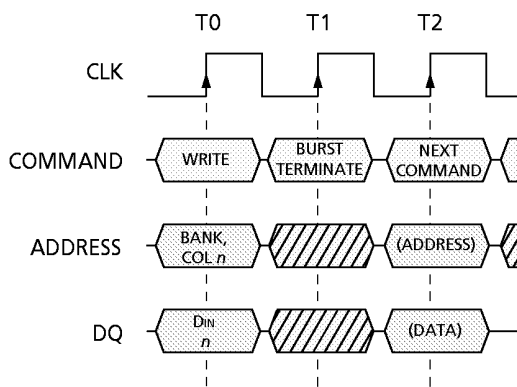 T0 T1 T2
CLK
COMMAND WRITE BURST TERMINATE NEXT COMMAND
ADDRESS BANK, COL n (ADDRESS)
DQ DIN n (DATA)